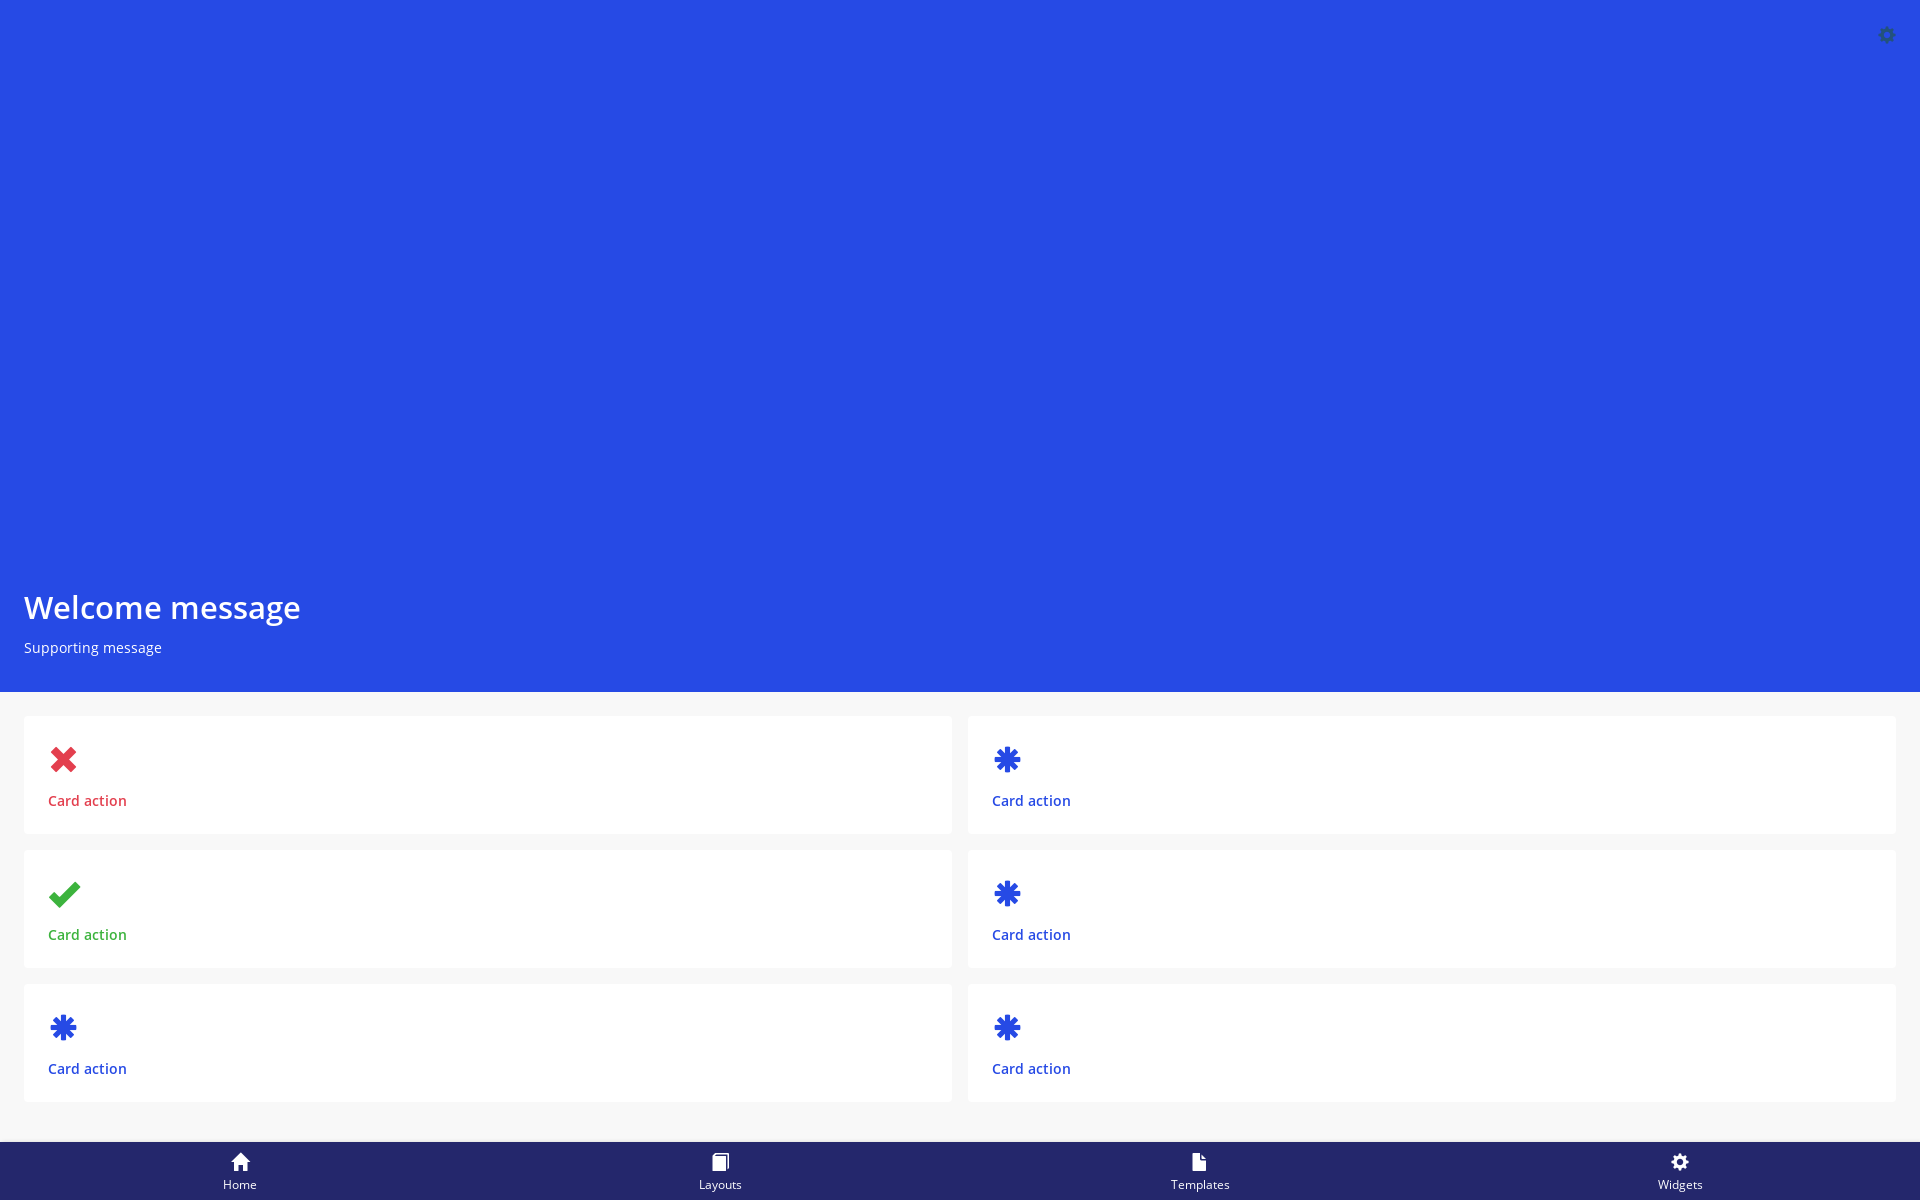 Welcome message
Supporting message
Card action
Card action
Card action
Card action
Card action
Card action
Home
Layouts
Templates
Widgets